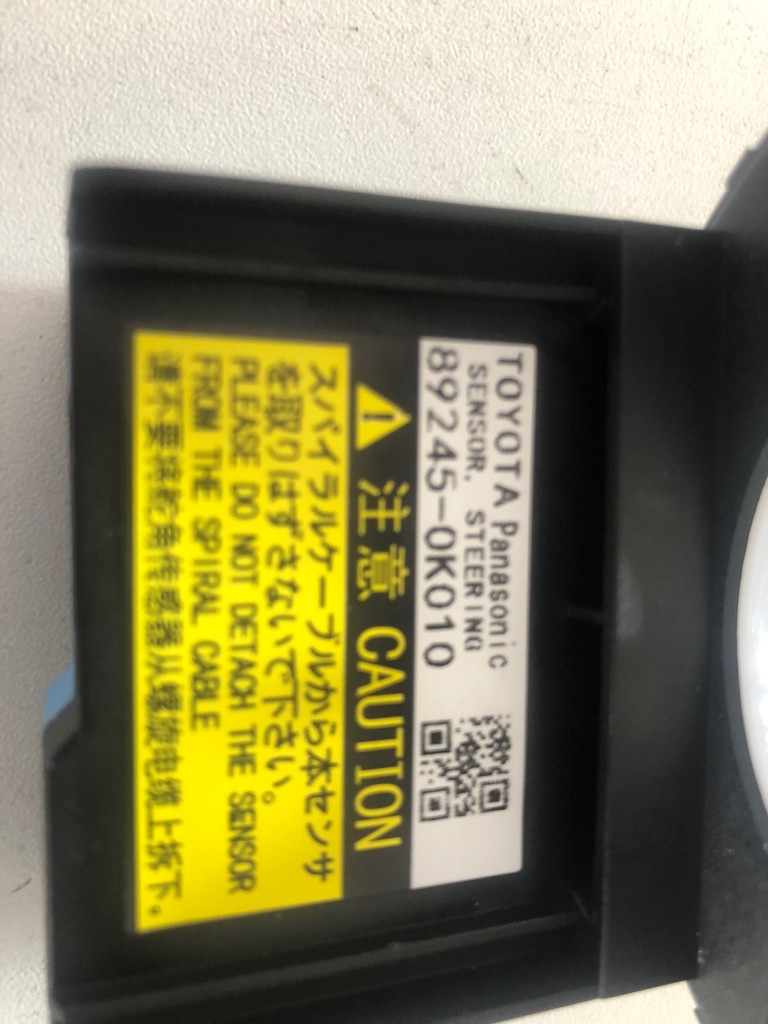 TOYOTA Panasonic
SENSOR, STEERING
89245-0K010
注意 CAUTION
スパイラルケーブルから本センサ
を取りはずさないで下さい。
PLEASE DO NOT DETACH THE SENSOR
FROM THE SPIRAL CABLE
请不要将舵角传感器从螺旋电缆上拆下。